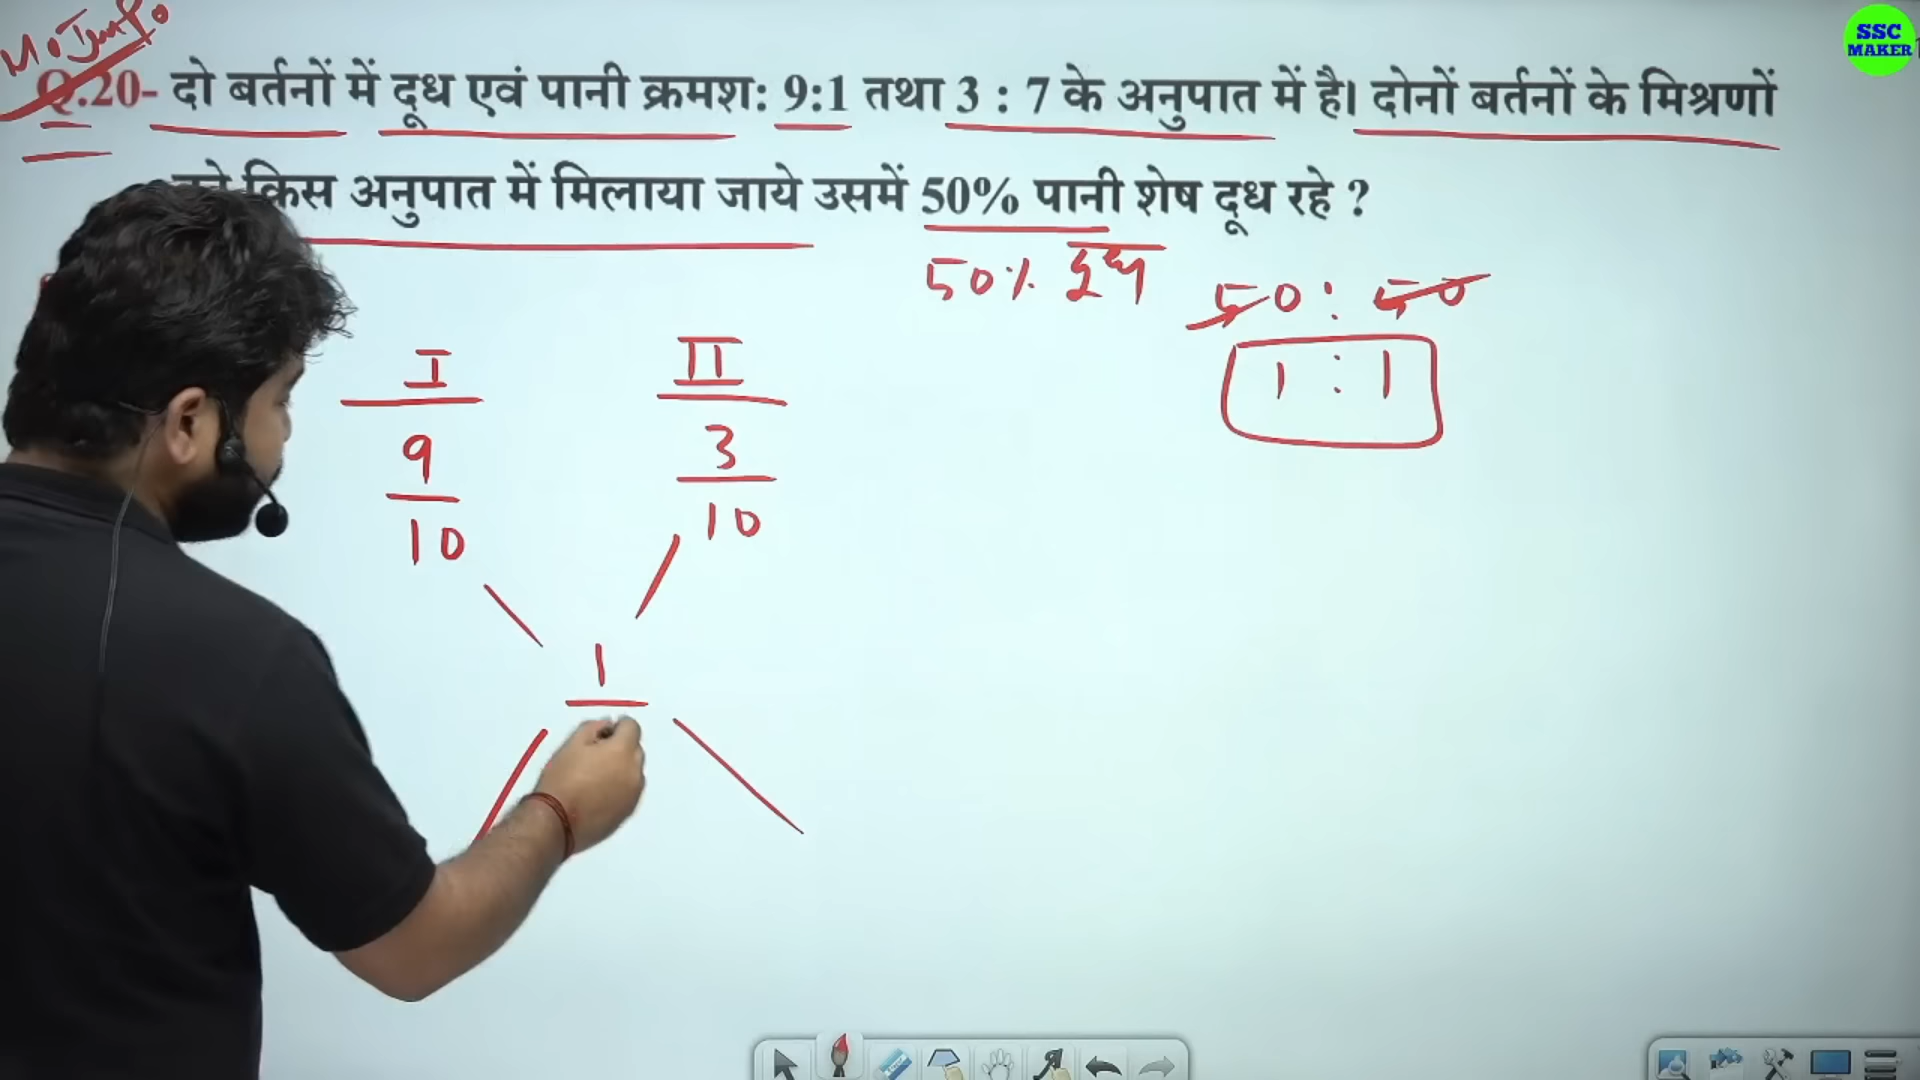 SSC
MAKER
Q.20- दो बर्तनों में दूध एवं पानी क्रमश: 9:1 तथा 3 : 7 के अनुपात में है। दोनों बर्तनों के मिश्रणों
किस अनुपात में मिलाया जाये उसमें 50% पानी शेष दूध रहे ?
50% दूध
50 : 50
1 : 1
I II
9 3
10 10
1